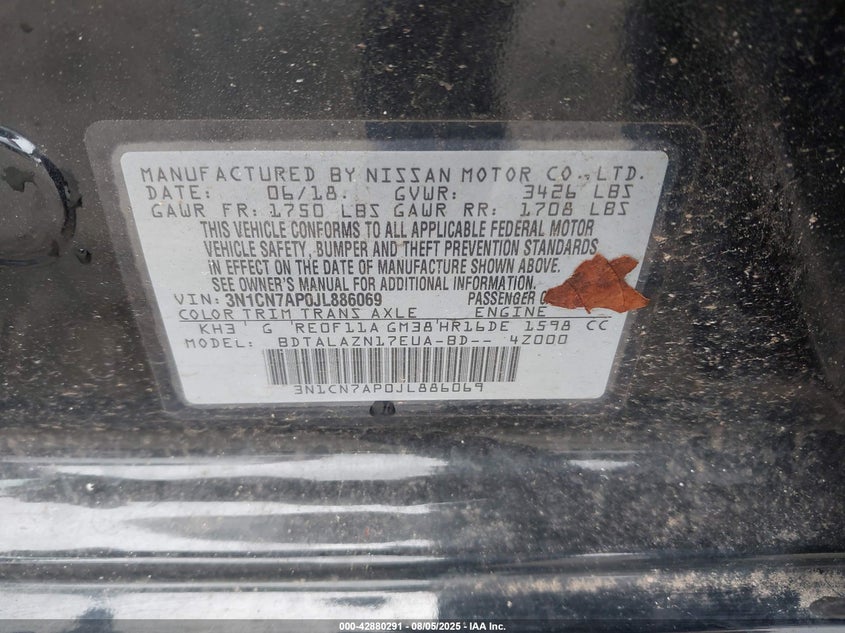 MANUFACTURED BY NISSAN MOTOR CO., LTD.
DATE: 06/18. GVWR: 3426 LBS
GAWR FR: 1750 LBS GAWR RR: 1708 LBS
THIS VEHICLE CONFORMS TO ALL APPLICABLE FEDERAL MOTOR
VEHICLE SAFETY, BUMPER AND THEFT PREVENTION STANDARDS
IN EFFECT ON THE DATE OF MANUFACTURE SHOWN ABOVE.
SEE OWNER'S MANUAL FOR ADDITIONAL INFORMATION.
VIN: 3N1CN7AP0JL886069 PASSENGER
COLOR TRIM TRANS AXLE ENGINE
KH3 G RE0F11A GM38 HR16DE 1598 CC
MODEL: BDTALAZN17EUA-BD-- 4Z000
3N1CN7AP0JL886069
000-42880291 - 08/05/2025 - IAA Inc.